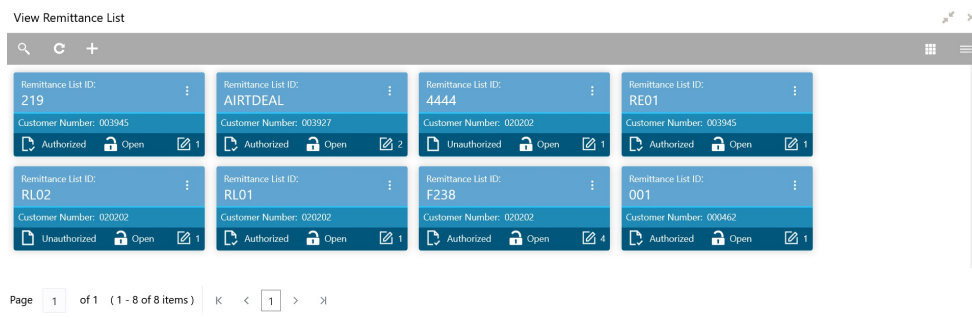 View Remittance List
Remittance List ID: Remittance List ID: Remittance List ID: Remittance List ID:
219 AIRTDEAL 4444 RE01
Customer Number: 003945 Customer Number: 003927 Customer Number: 020202 Customer Number: 003945
Authorized Open 1 Authorized Open 2 Unauthorized Open 1 Authorized Open 1
Remittance List ID: Remittance List ID: Remittance List ID: Remittance List ID:
RL02 RL01 F238 001
Customer Number: 020202 Customer Number: 020202 Customer Number: 020202 Customer Number: 000462
Unauthorized Open 1 Authorized Open 1 Authorized Open 4 Authorized Open 1
Page 1 of 1 ( 1 - 8 of 8 items ) 1